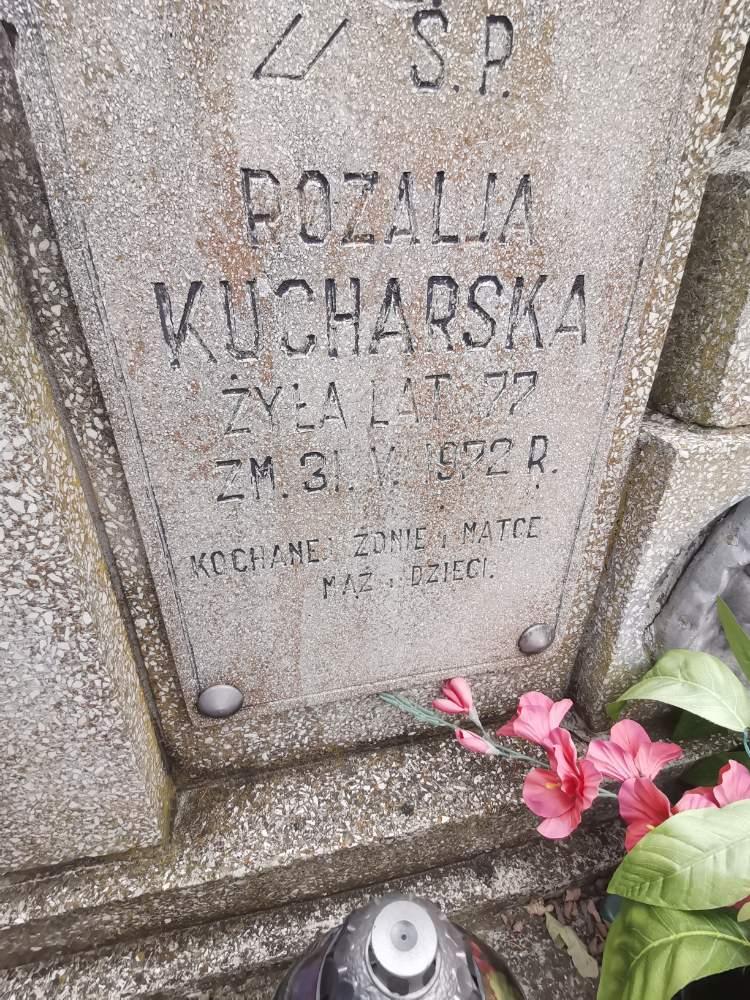 Ś.P.
ROZALJA
KUCHARSKA
ŻYŁA LAT 77
ZM. 31. V. 1972 R.
KOCHANEJ ŻONIE i MATCE
MĄŻ i DZIECI.